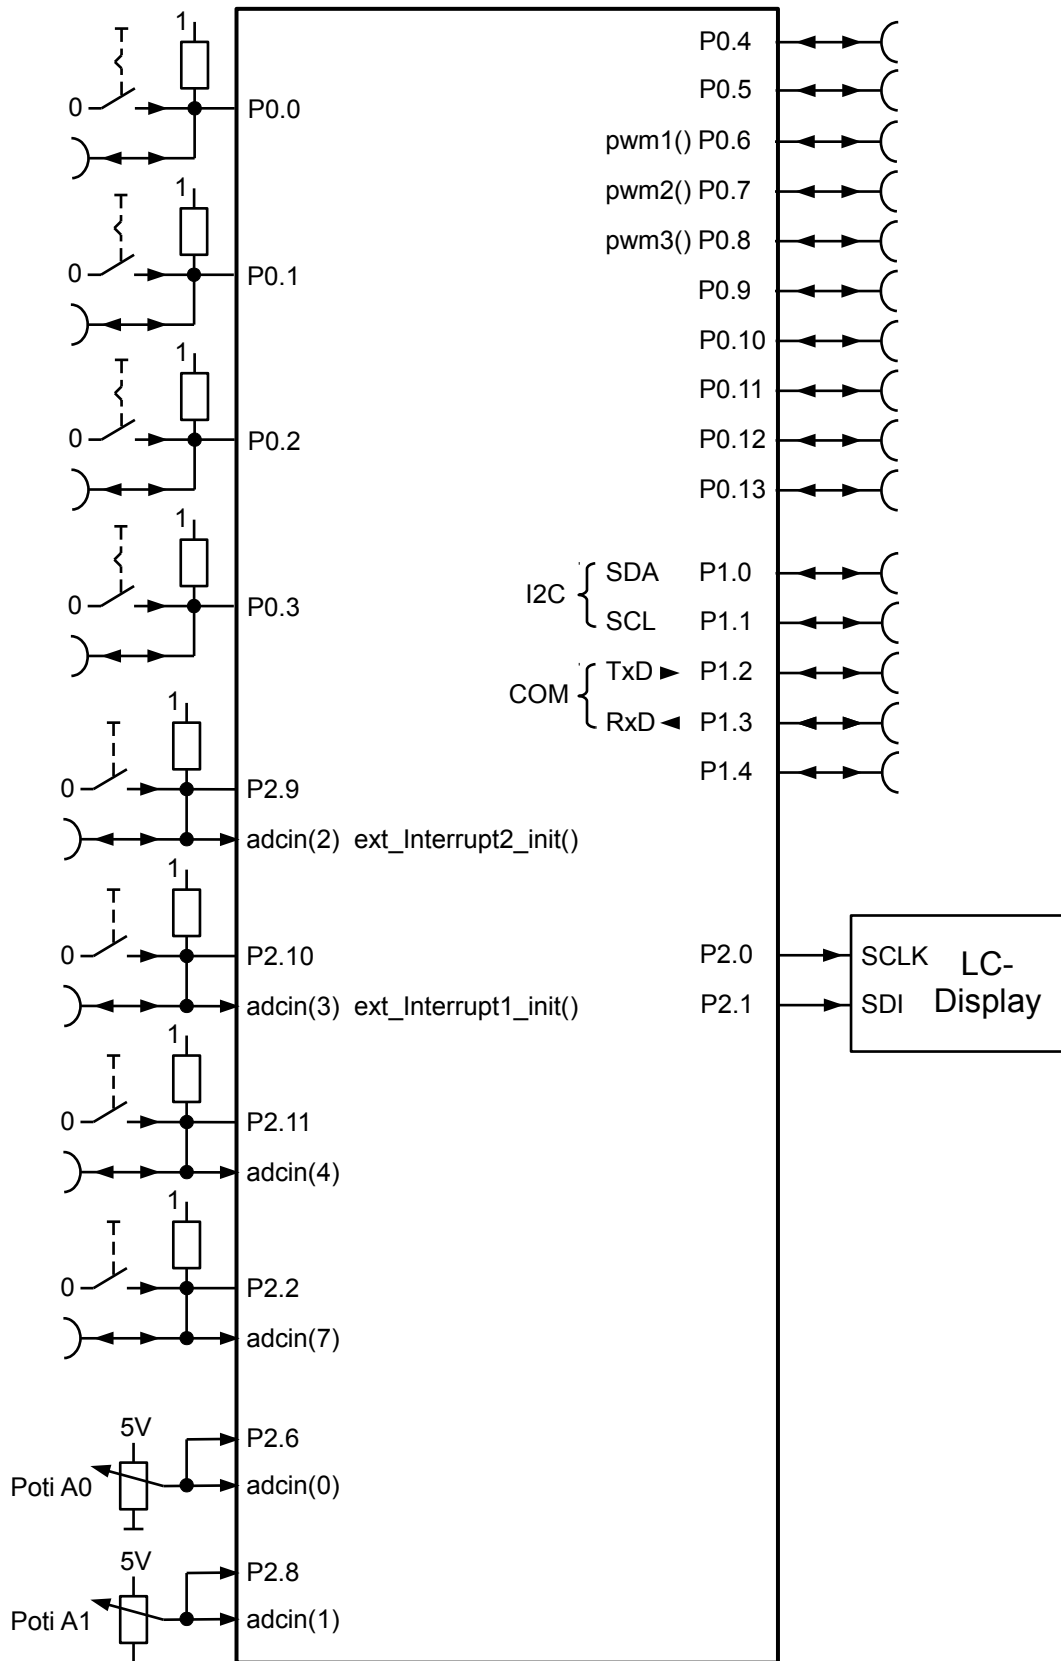 1
0
P0.0
1
0
P0.1
1
0
P0.2
1
0
P0.3
1
0
P2.9
adcin(2) ext_Interrupt2_init()
1
0
P2.10
adcin(3) ext_Interrupt1_init()
1
0
P2.11
adcin(4)
1
0
P2.2
adcin(7)
5V
P2.6
Poti A0
adcin(0)
5V
P2.8
Poti A1
adcin(1)
P0.4
P0.5
pwm1() P0.6
pwm2() P0.7
pwm3() P0.8
P0.9
P0.10
P0.11
P0.12
P0.13
I2C
SDA P1.0
SCL P1.1
COM
TxD P1.2
RxD P1.3
P1.4
P2.0
P2.1
SCLK
SDI
LC-
Display